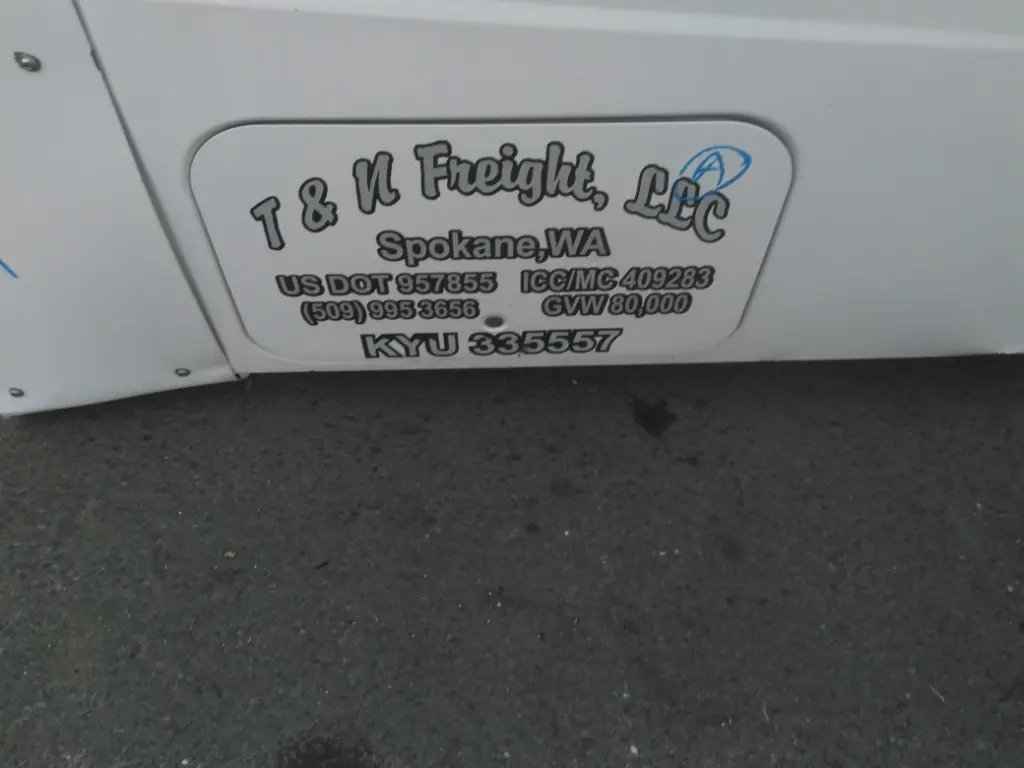 T & N Freight, LLC
A
Spokane,WA
US DOT 957855 ICC/MC 409283
(509) 995 3656 GVW 80,000
KYU 335557